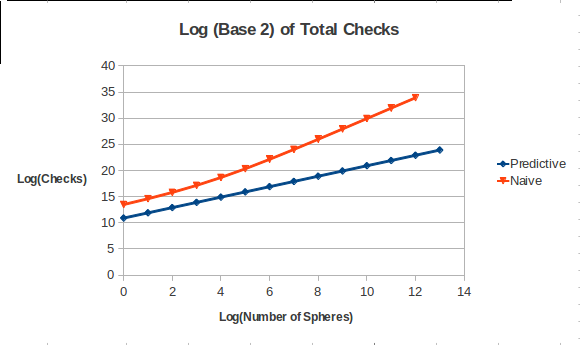 Log (Base 2) of Total Checks
40
35
30
25
20
15
10
5
0
Log(Checks)
0 2 4 6 8 10 12 14
Log(Number of Spheres)
Predictive
Naive